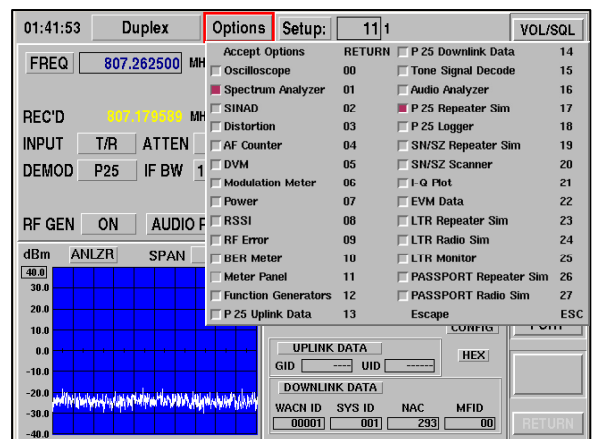 01:41:53 Duplex Options Setup: 11 1 VOL/SQL
FREQ 807.262500 MH
REC'D 807.179589 MH
INPUT T/R ATTEN
DEMOD P25 IF BW 1
RF GEN ON AUDIO
Accept Options RETURN
Oscilloscope 00
Spectrum Analyzer 01
SINAD 02
Distortion 03
AF Counter 04
DVM 05
Modulation Meter 06
Power 07
RSSI 08
RF Error 09
BER Meter 10
Meter Panel 11
Function Generators 12
P 25 Uplink Data 13
P 25 Downlink Data 14
Tone Signal Decode 15
Audio Analyzer 16
P 25 Repeater Sim 17
P 25 Logger 18
SN/SZ Repeater Sim 19
SN/SZ Scanner 20
I-Q Plot 21
EVM Data 22
LTR Repeater Sim 23
LTR Radio Sim 24
LTR Monitor 25
PASSPORT Repeater Sim 26
PASSPORT Radio Sim 27
Escape ESC
dBm ANLZR SPAN
40.0
30.0
20.0
10.0
0.0
-10.0
-20.0
-30.0
-40.0
CONFIG
UPLINK DATA HEX
GID ---- UID ------
DOWNLINK DATA
WACN ID SYS ID NAC MFID
00001 001 293 00
RETURN